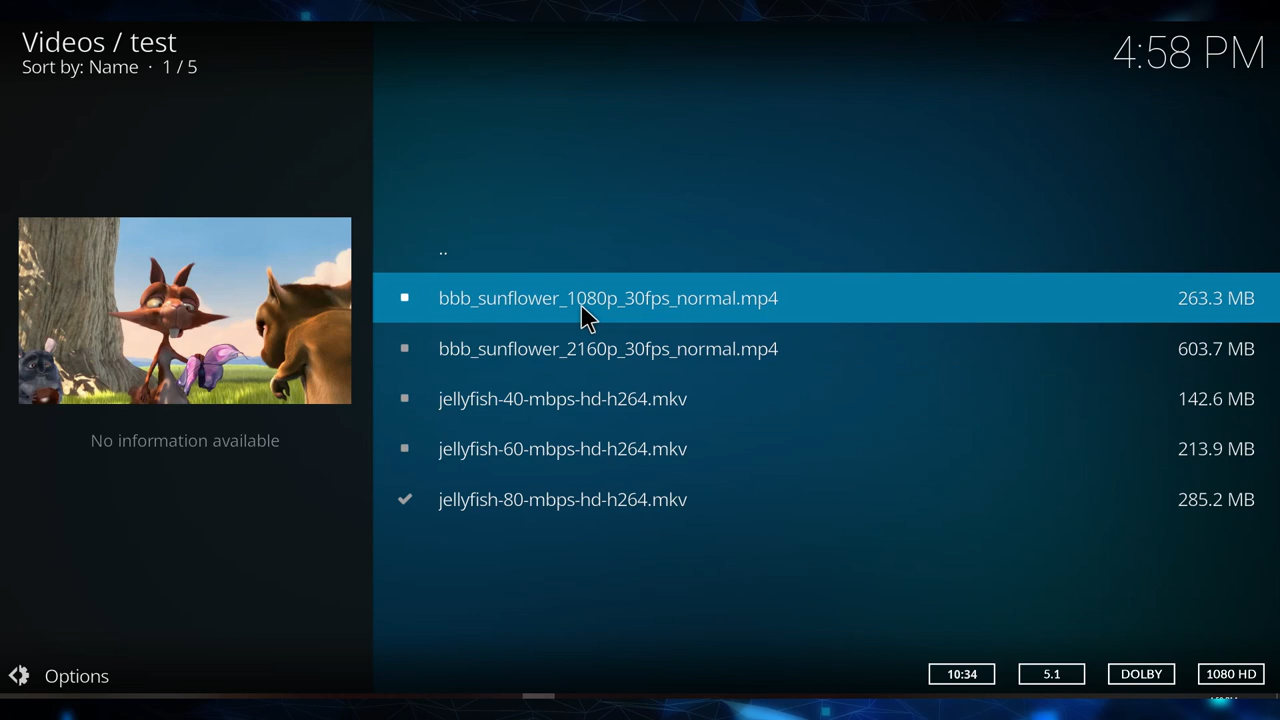 Videos / test
Sort by: Name · 1 / 5
4:58 PM
..
bbb_sunflower_1080p_30fps_normal.mp4 263.3 MB
bbb_sunflower_2160p_30fps_normal.mp4 603.7 MB
jellyfish-40-mbps-hd-h264.mkv 142.6 MB
jellyfish-60-mbps-hd-h264.mkv 213.9 MB
jellyfish-80-mbps-hd-h264.mkv 285.2 MB
No information available
Options
10:34 5.1 DOLBY 1080 HD